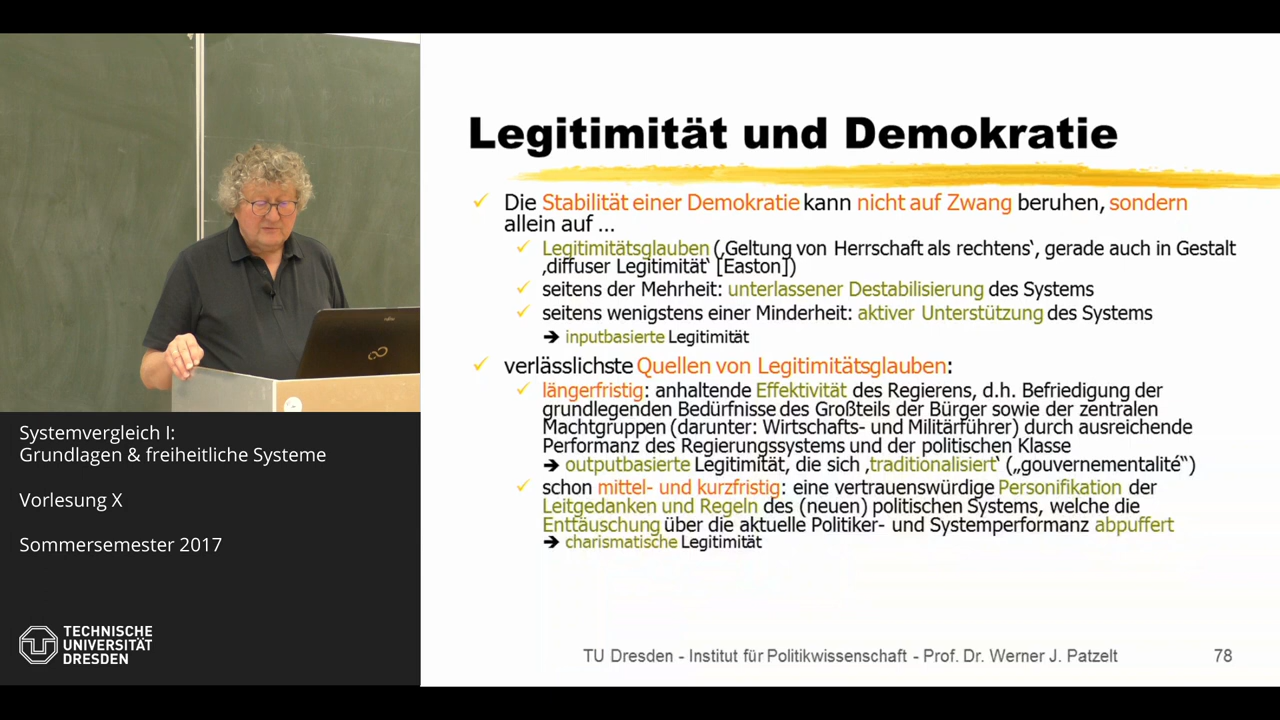 Legitimität und Demokratie
Die Stabilität einer Demokratie kann nicht auf Zwang beruhen, sondern
allein auf ...
Legitimitätsglauben (‚Geltung von Herrschaft als rechtens‘, gerade auch in Gestalt
‚diffuser Legitimität‘ [Easton])
seitens der Mehrheit: unterlassener Destabilisierung des Systems
seitens wenigstens einer Minderheit: aktiver Unterstützung des Systems
➔ inputbasierte Legitimität
verlässlichste Quellen von Legitimitätsglauben:
längerfristig: anhaltende Effektivität des Regierens, d.h. Befriedigung der
grundlegenden Bedürfnisse des Großteils der Bürger sowie der zentralen
Machtgruppen (darunter: Wirtschafts- und Militärführer) durch ausreichende
Performanz des Regierungssystems und der politischen Klasse
➔ outputbasierte Legitimität, die sich ‚traditionalisiert‘ („gouvernementalité“)
schon mittel- und kurzfristig: eine vertrauenswürdige Personifikation der
Leitgedanken und Regeln des (neuen) politischen Systems, welche die
Enttäuschung über die aktuelle Politiker- und Systemperformanz abpuffert
➔ charismatische Legitimität
TU Dresden - Institut für Politikwissenschaft - Prof. Dr. Werner J. Patzelt 78
Systemvergleich I:
Grundlagen & freiheitliche Systeme
Vorlesung X
Sommersemester 2017
TECHNISCHE
UNIVERSITÄT
DRESDEN